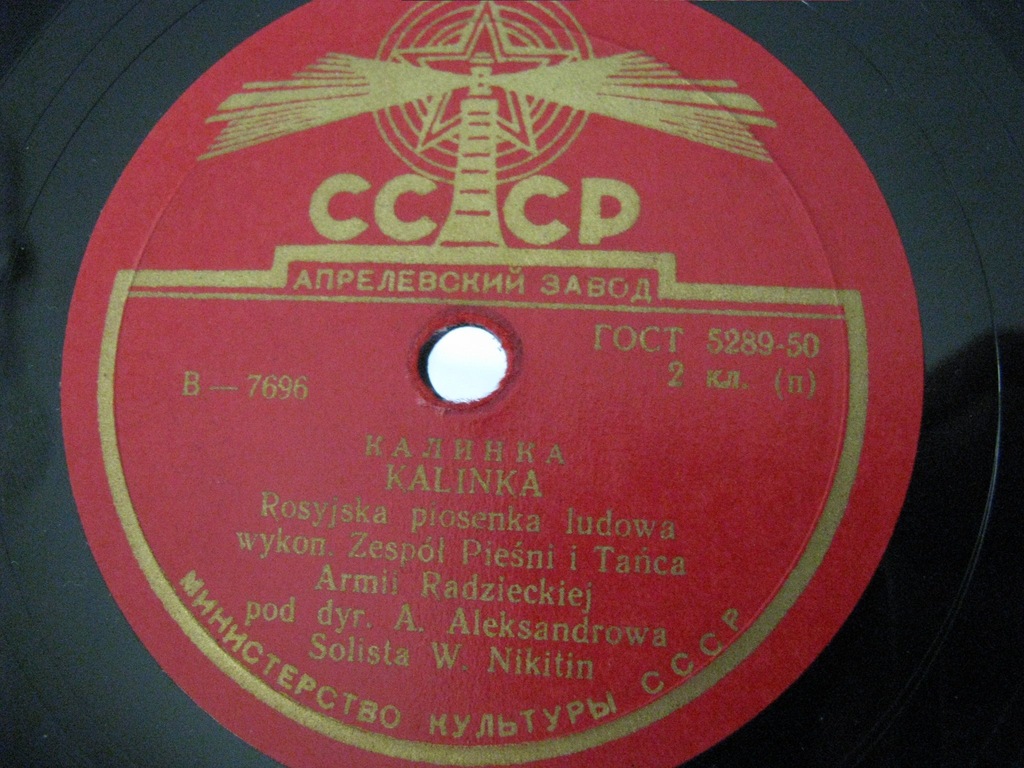 СССР
АПРЕЛЕВСКИЙ ЗАВОД
ГОСТ 5289-50
В — 7696
2 кл. (п)
КАЛИНКА
KALINKA
Rosyjska piosenka ludowa
wykon. Zespół Pieśni i Tańca
Armii Radzieckiej
pod dyr. A. Aleksandrowa
Solista W. Nikitin
МИНИСТЕРСТВО КУЛЬТУРЫ СССР